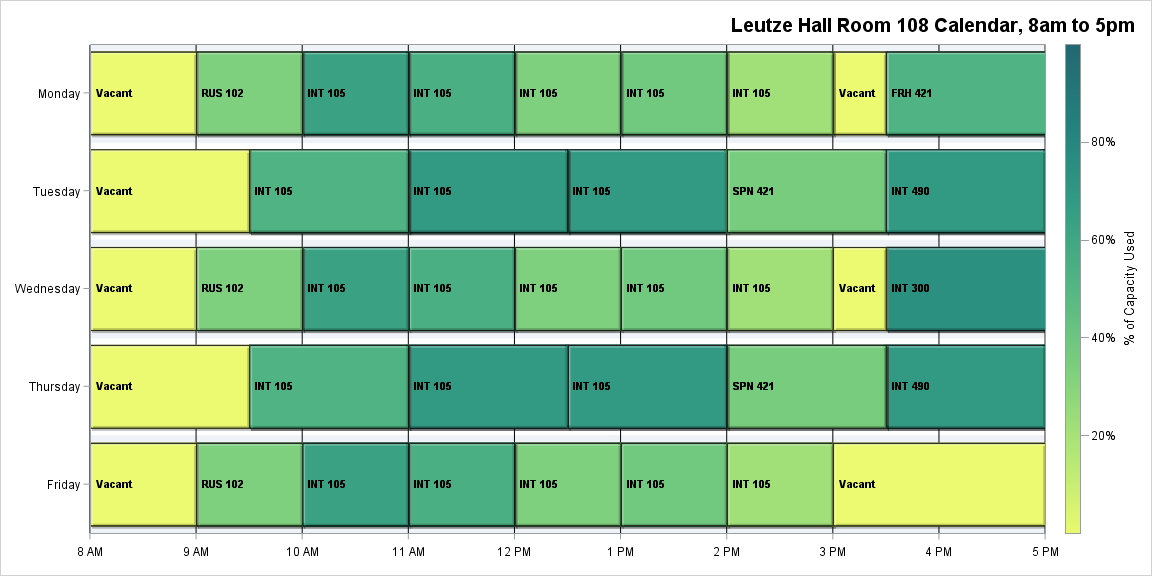 Leutze Hall Room 108 Calendar, 8am to 5pm
Monday
Vacant
RUS 102
INT 105
INT 105
INT 105
INT 105
INT 105
Vacant
FRH 421
Tuesday
Vacant
INT 105
INT 105
INT 105
SPN 421
INT 490
Wednesday
Vacant
RUS 102
INT 105
INT 105
INT 105
INT 105
INT 105
Vacant
INT 300
Thursday
Vacant
INT 105
INT 105
INT 105
SPN 421
INT 490
Friday
Vacant
RUS 102
INT 105
INT 105
INT 105
INT 105
INT 105
Vacant
8 AM
9 AM
10 AM
11 AM
12 PM
1 PM
2 PM
3 PM
4 PM
5 PM
80%
60%
40%
20%
% of Capacity Used